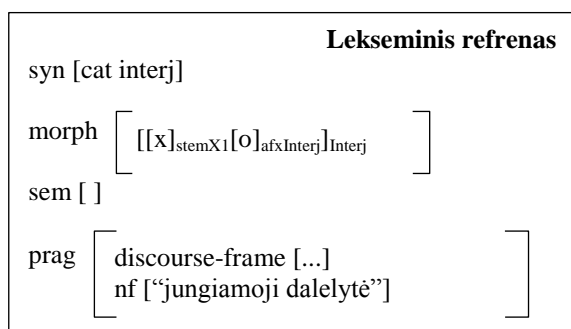 Lekseminis refrenas
syn [cat interj]
morph [[x]stemX1[o]afxInterj]Interj
sem [ ]
prag discourse-frame [...]
nf [“jungiamoji dalelytė”]